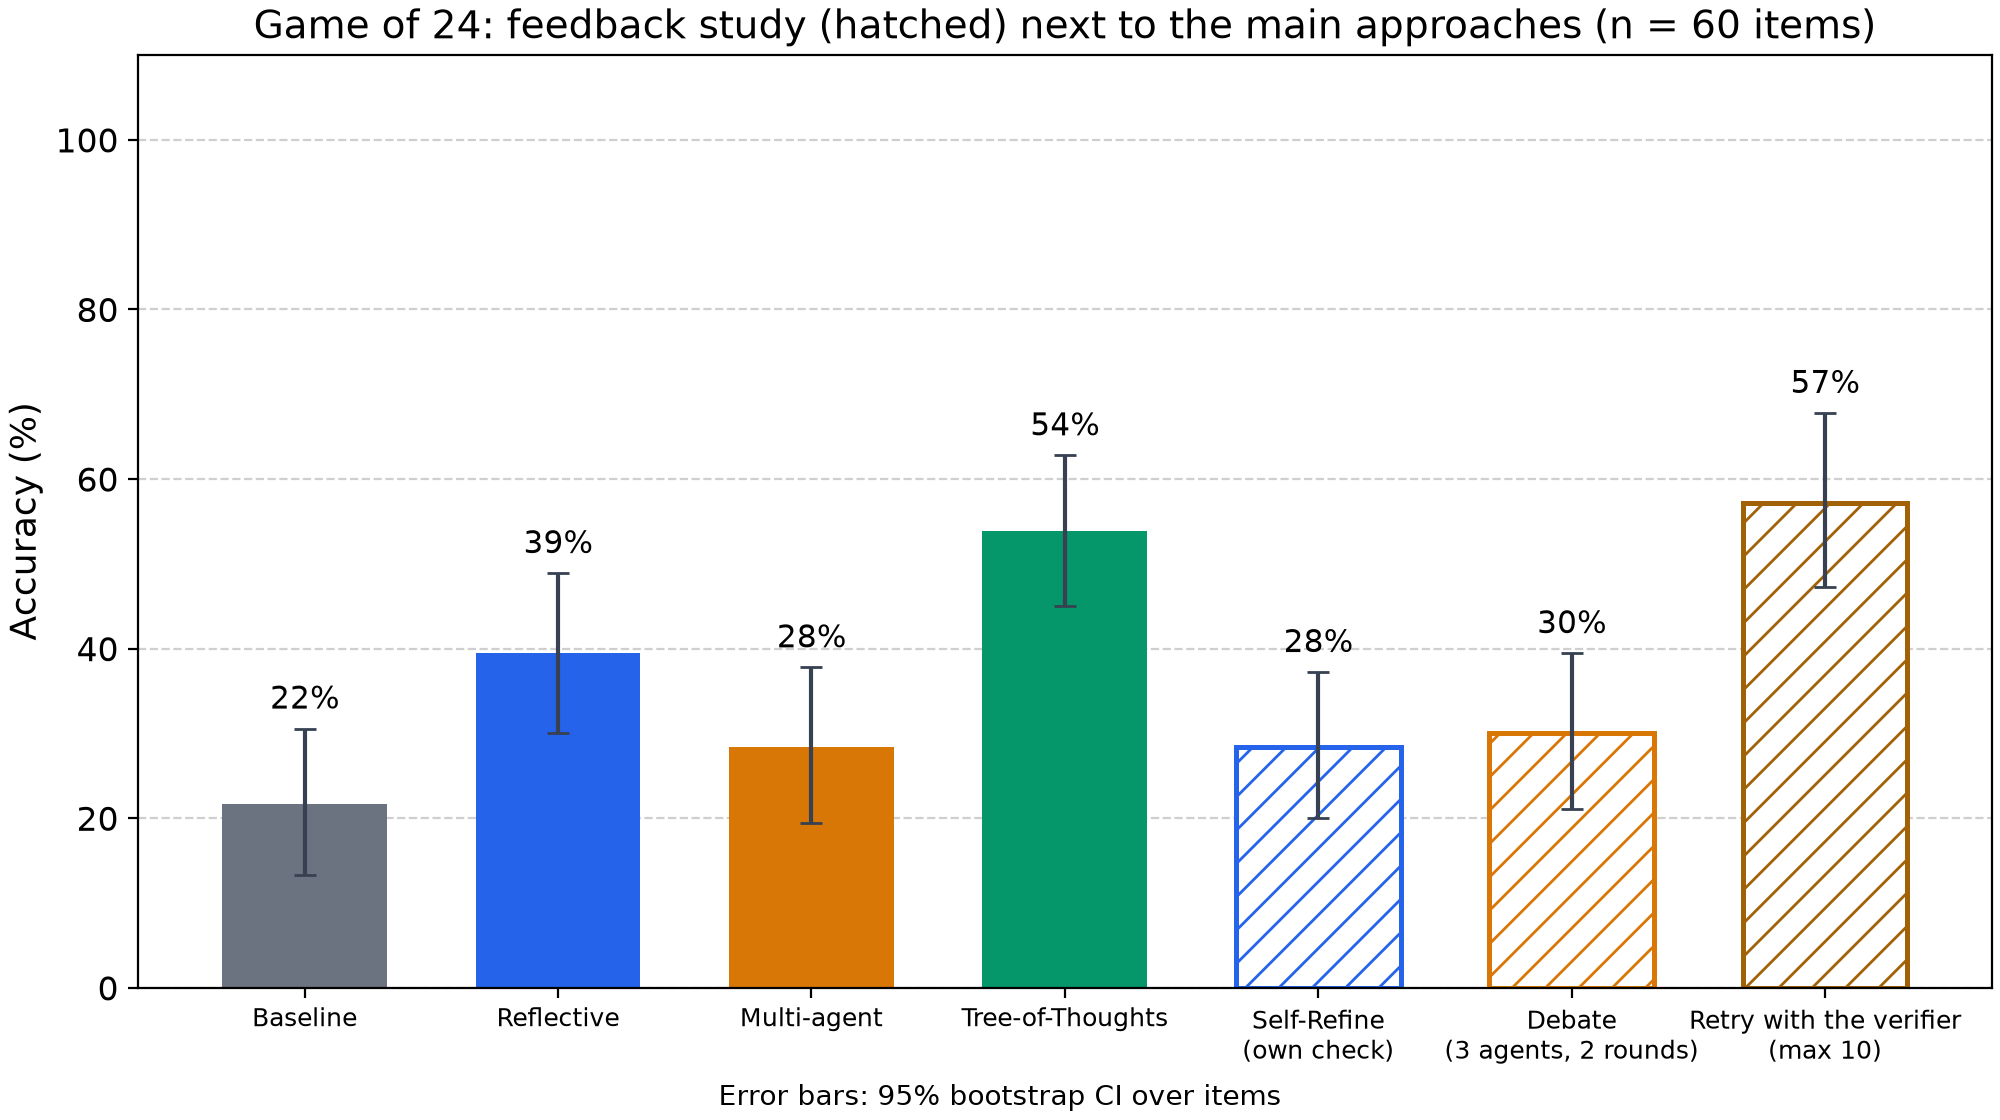 Game of 24: feedback study (hatched) next to the main approaches (n = 60 items)
Accuracy (%)
100
80
60
40
20
0
22%
39%
28%
54%
28%
30%
57%
Baseline
Reflective
Multi-agent
Tree-of-Thoughts
Self-Refine
(own check)
Debate
(3 agents, 2 rounds)
Retry with the verifier
(max 10)
Error bars: 95% bootstrap CI over items